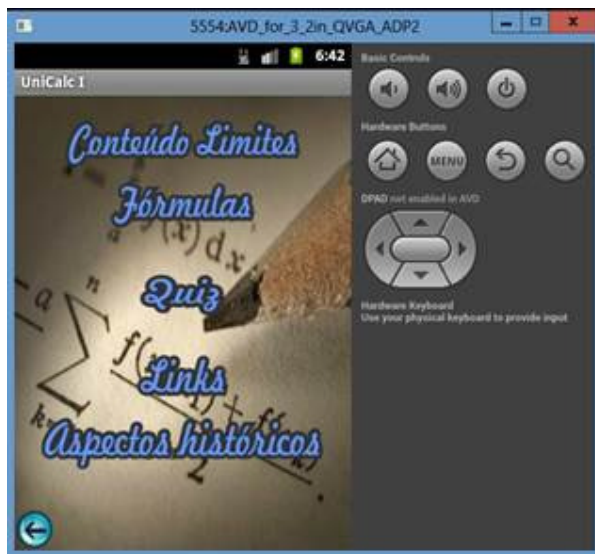 5554:AVD_for_3_2in_QVGA_ADP2
6:42
UniCalc I
Conteúdo Limites
Fórmulas
Quiz
Links
Aspectos históricos
Basic Controls
Hardware Buttons
MENU
DPAD not enabled in AVD
Hardware Keyboard
Use your physical keyboard to provide input